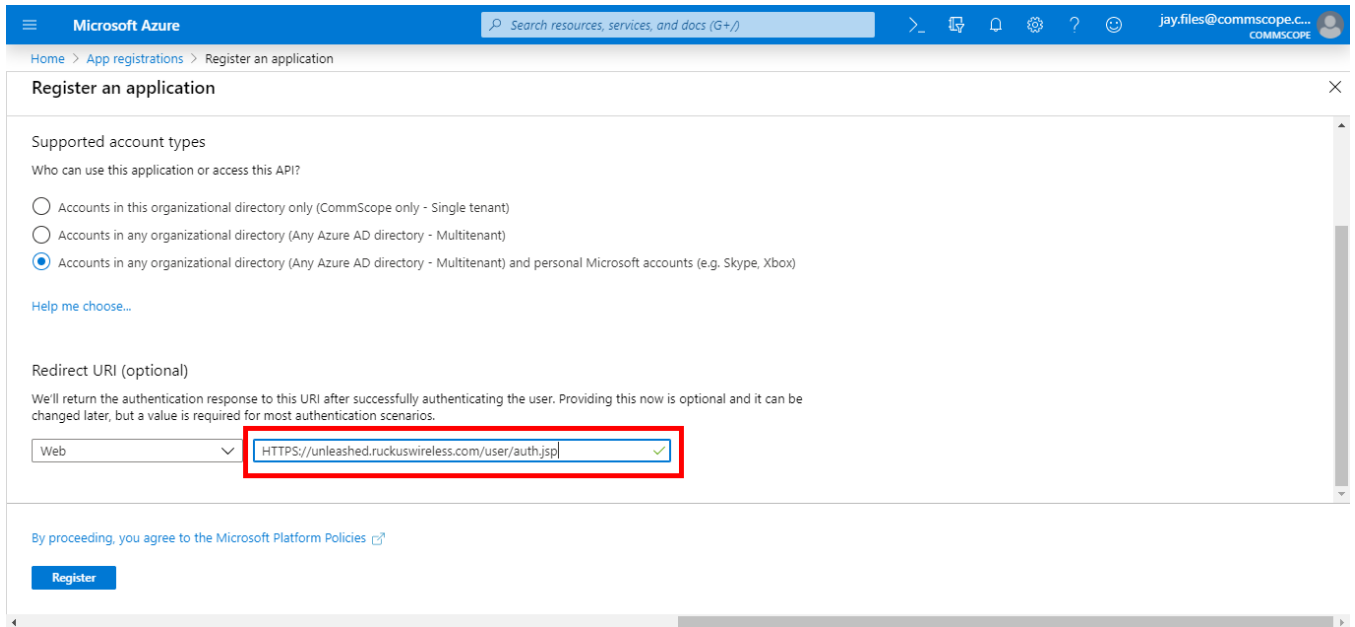 Microsoft Azure
Search resources, services, and docs (G+/)
jay.files@commscope.c...
COMMSCOPE
Home > App registrations > Register an application
Register an application
Supported account types
Who can use this application or access this API?
Accounts in this organizational directory only (CommScope only - Single tenant)
Accounts in any organizational directory (Any Azure AD directory - Multitenant)
Accounts in any organizational directory (Any Azure AD directory - Multitenant) and personal Microsoft accounts (e.g. Skype, Xbox)
Help me choose...
Redirect URI (optional)
We'll return the authentication response to this URI after successfully authenticating the user. Providing this now is optional and it can be
changed later, but a value is required for most authentication scenarios.
Web
HTTPS://unleashed.ruckuswireless.com/user/auth.jsp
By proceeding, you agree to the Microsoft Platform Policies
Register